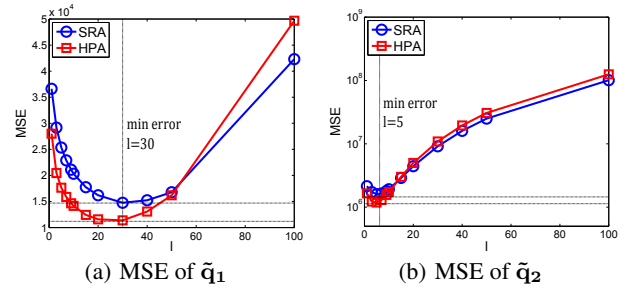 5 x 10^4
4.5
4
3.5
3
2.5
2
1.5
1
0 20 40 60 80 100
MSE
l
SRA
HPA
min error
l=30
(a) MSE of q̃₁
10^9
10^8
10^7
10^6
10^5
0 20 40 60 80 100
MSE
l
SRA
HPA
min error
l=5
(b) MSE of q̃₂